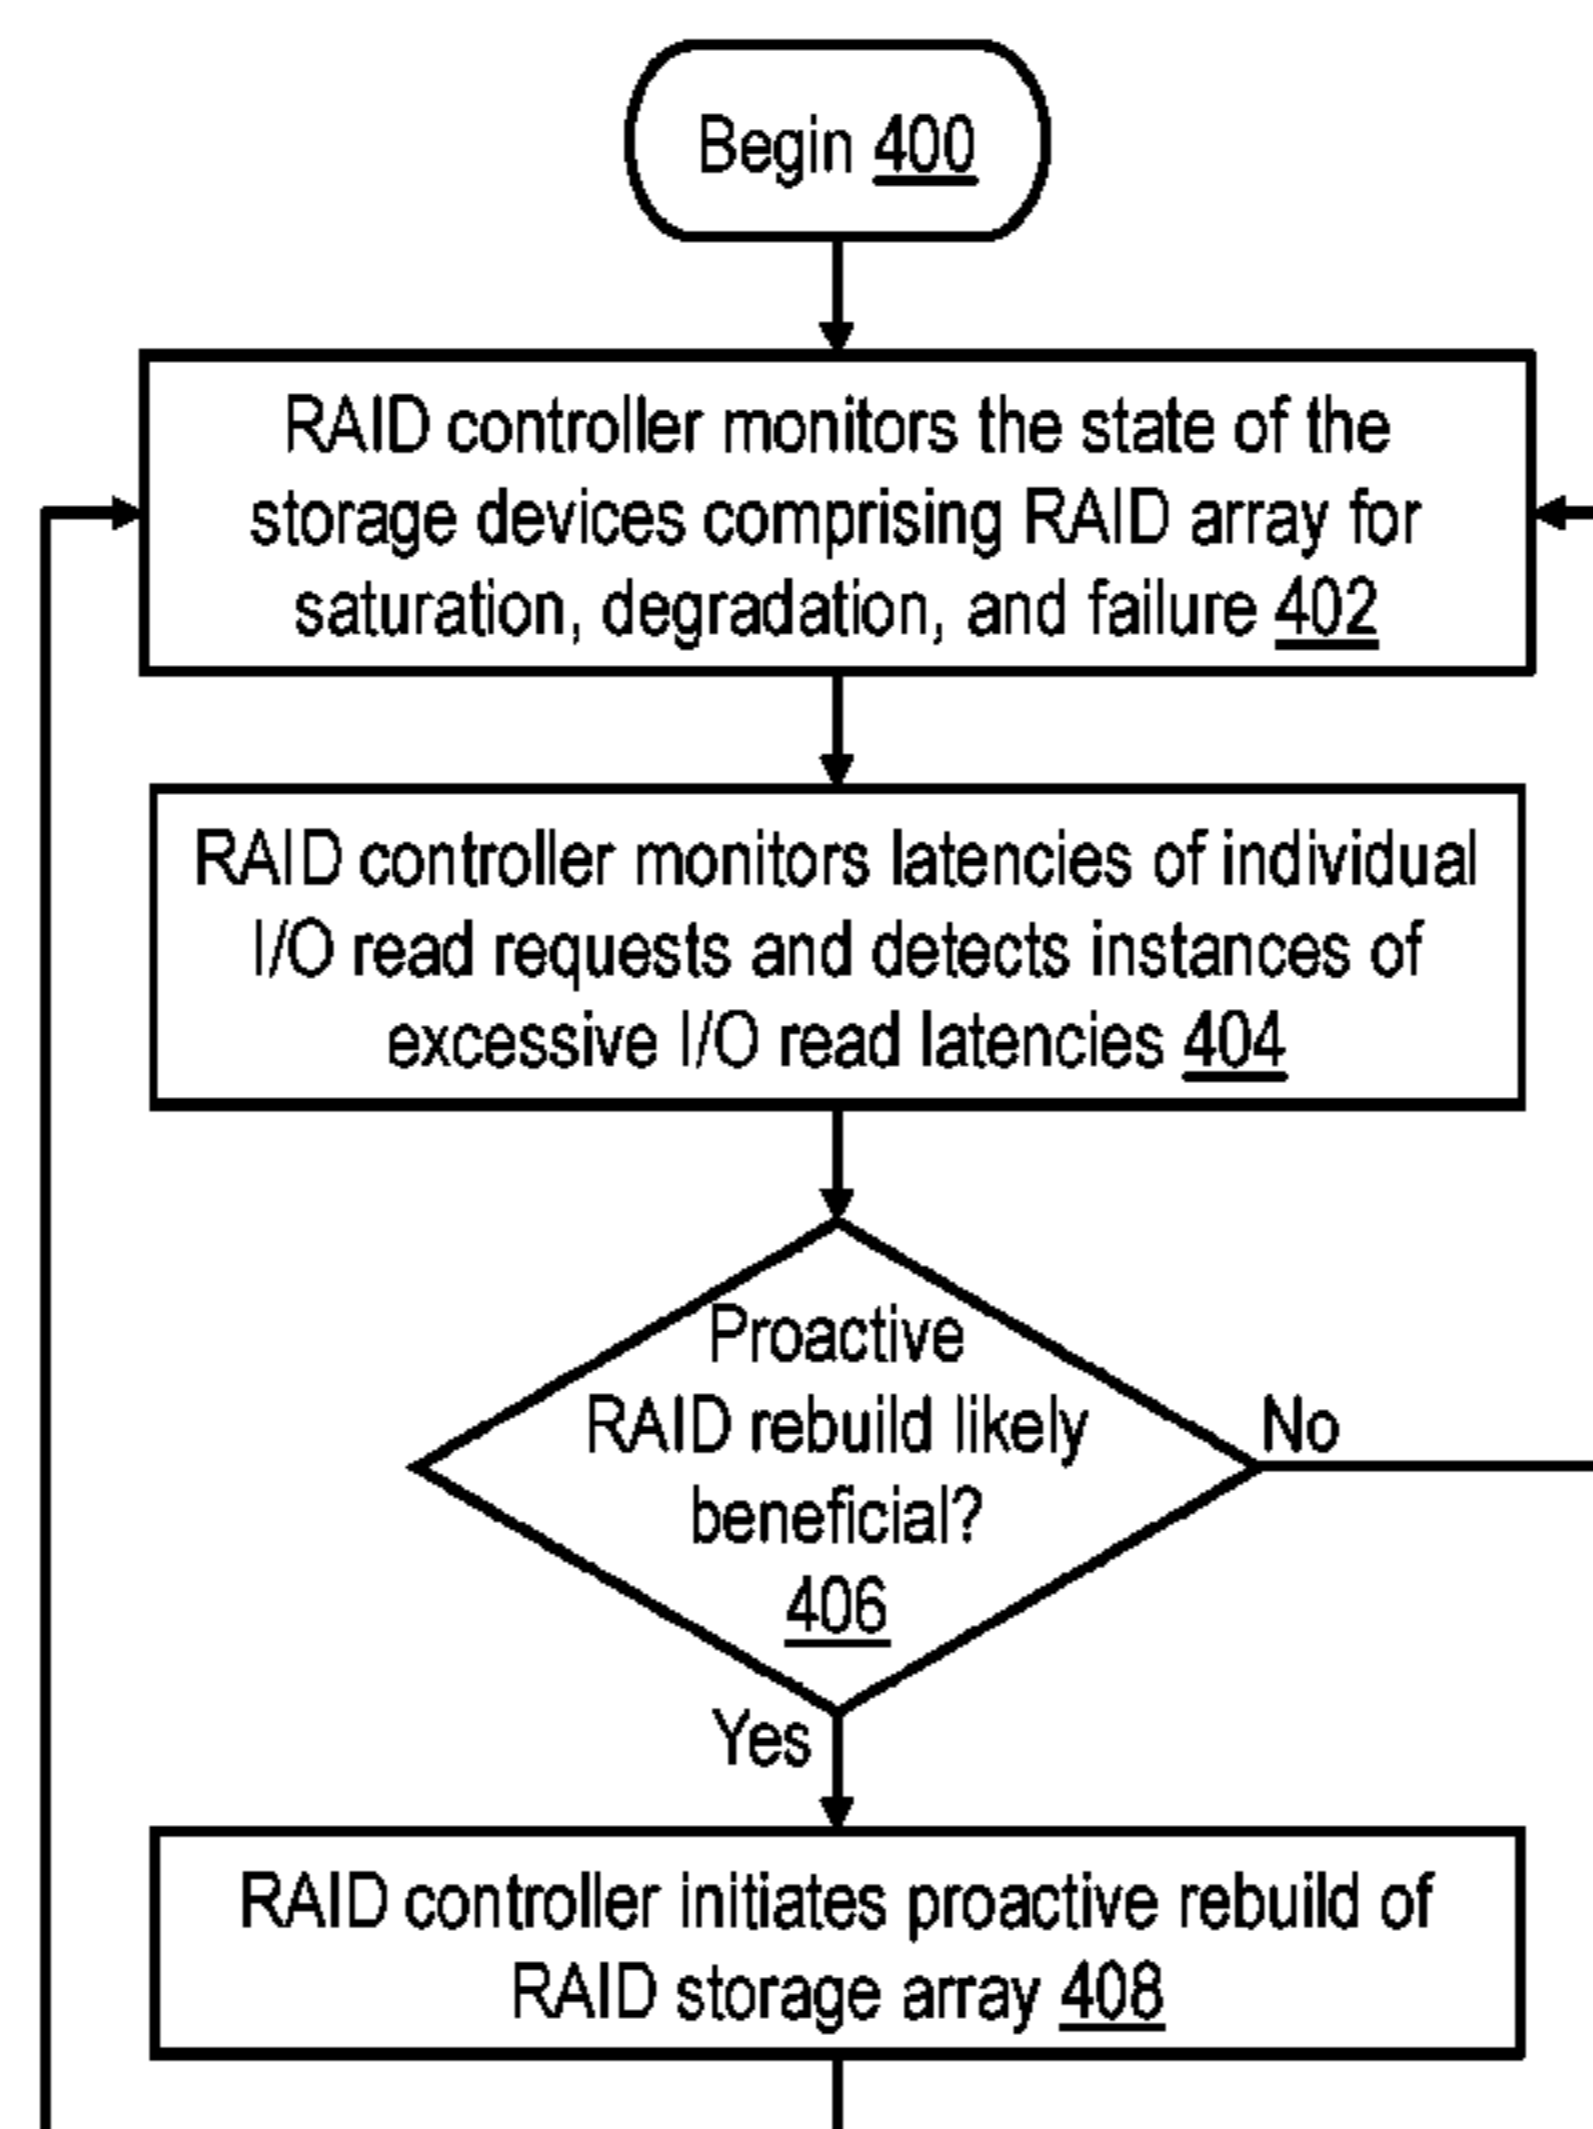 Begin 400
RAID controller monitors the state of the
storage devices comprising RAID array for
saturation, degradation, and failure 402
RAID controller monitors latencies of individual
I/O read requests and detects instances of
excessive I/O read latencies 404
Proactive
RAID rebuild likely
beneficial?
406
No
Yes
RAID controller initiates proactive rebuild of
RAID storage array 408